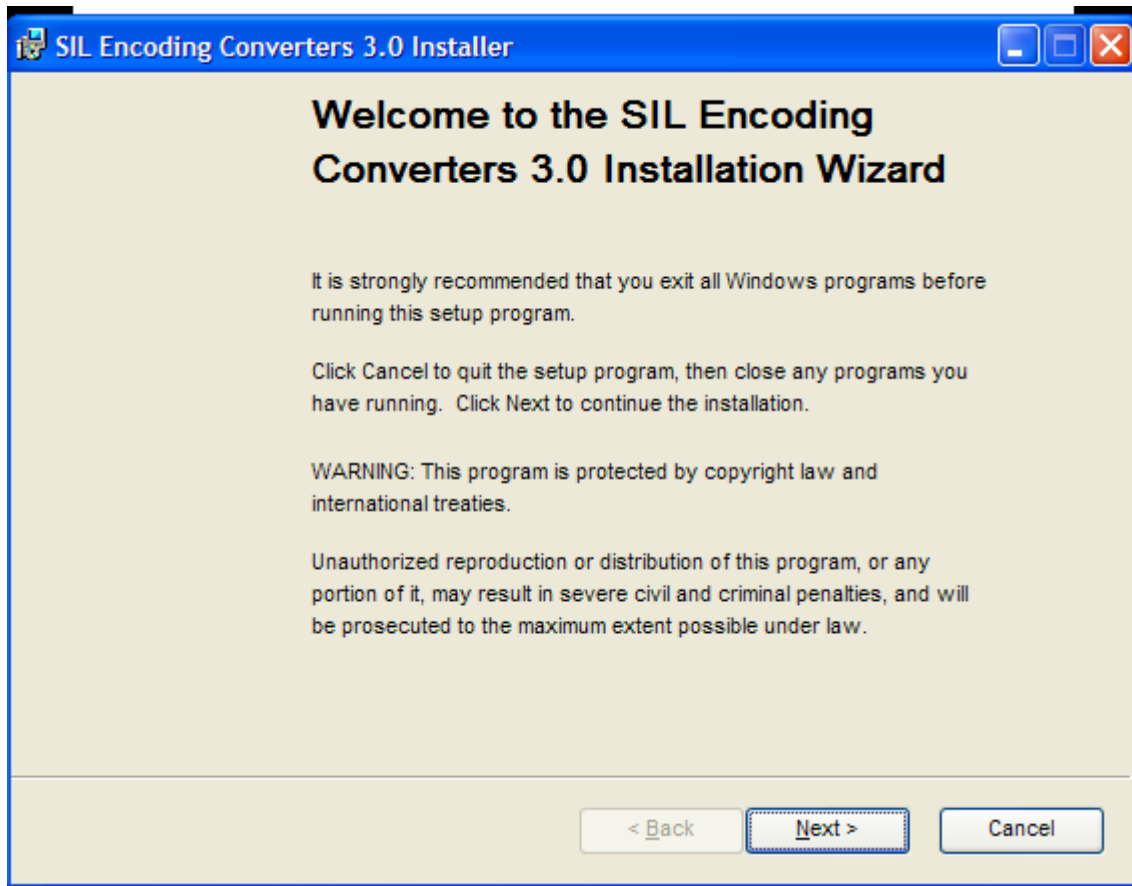 SIL Encoding Converters 3.0 Installer
Welcome to the SIL Encoding
Converters 3.0 Installation Wizard
It is strongly recommended that you exit all Windows programs before
running this setup program.
Click Cancel to quit the setup program, then close any programs you
have running.  Click Next to continue the installation.
WARNING: This program is protected by copyright law and
international treaties.
Unauthorized reproduction or distribution of this program, or any
portion of it, may result in severe civil and criminal penalties, and will
be prosecuted to the maximum extent possible under law.
< Back Next > Cancel